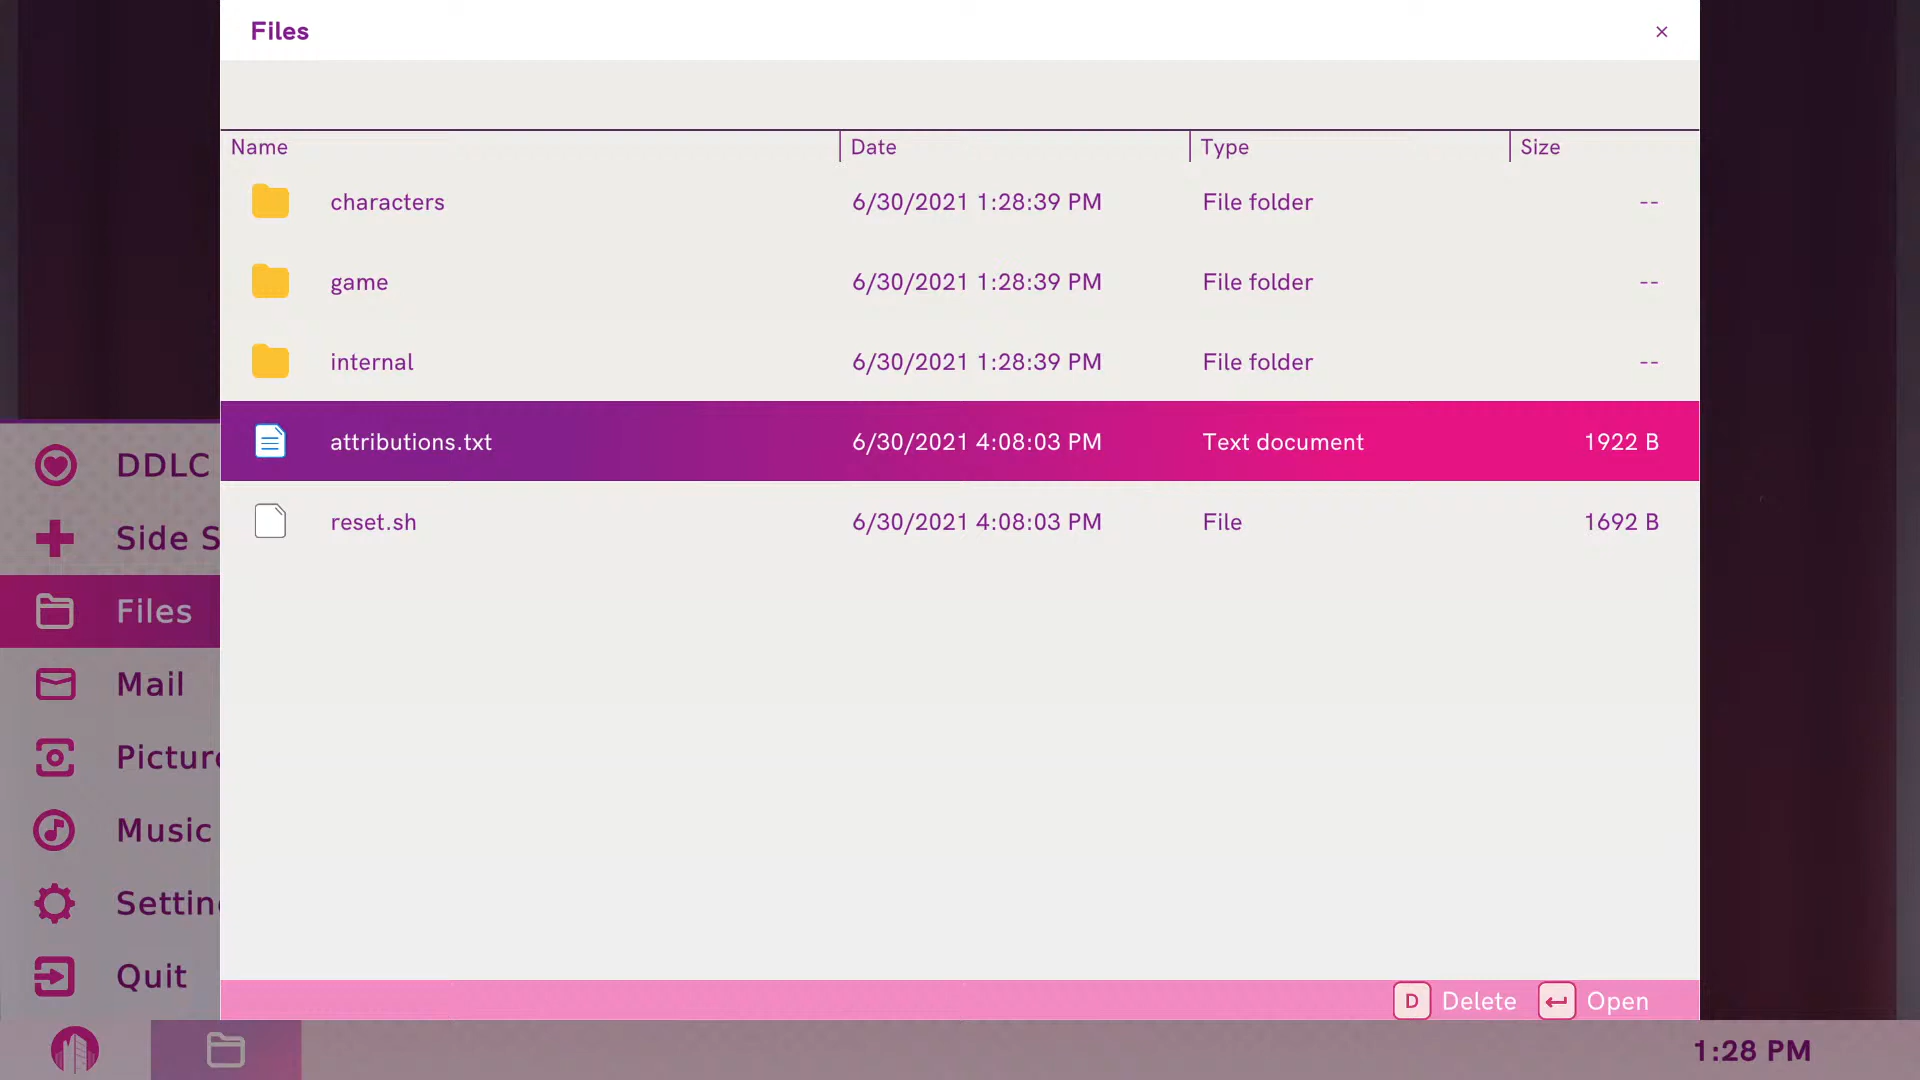 Files
×
Name Date Type Size
characters 6/30/2021 1:28:39 PM File folder --
game 6/30/2021 1:28:39 PM File folder --
internal 6/30/2021 1:28:39 PM File folder --
attributions.txt 6/30/2021 4:08:03 PM Text document 1922 B
reset.sh 6/30/2021 4:08:03 PM File 1692 B
DDLC
Side S
Files
Mail
Picture
Music
Setting
Quit
D Delete Open
1:28 PM